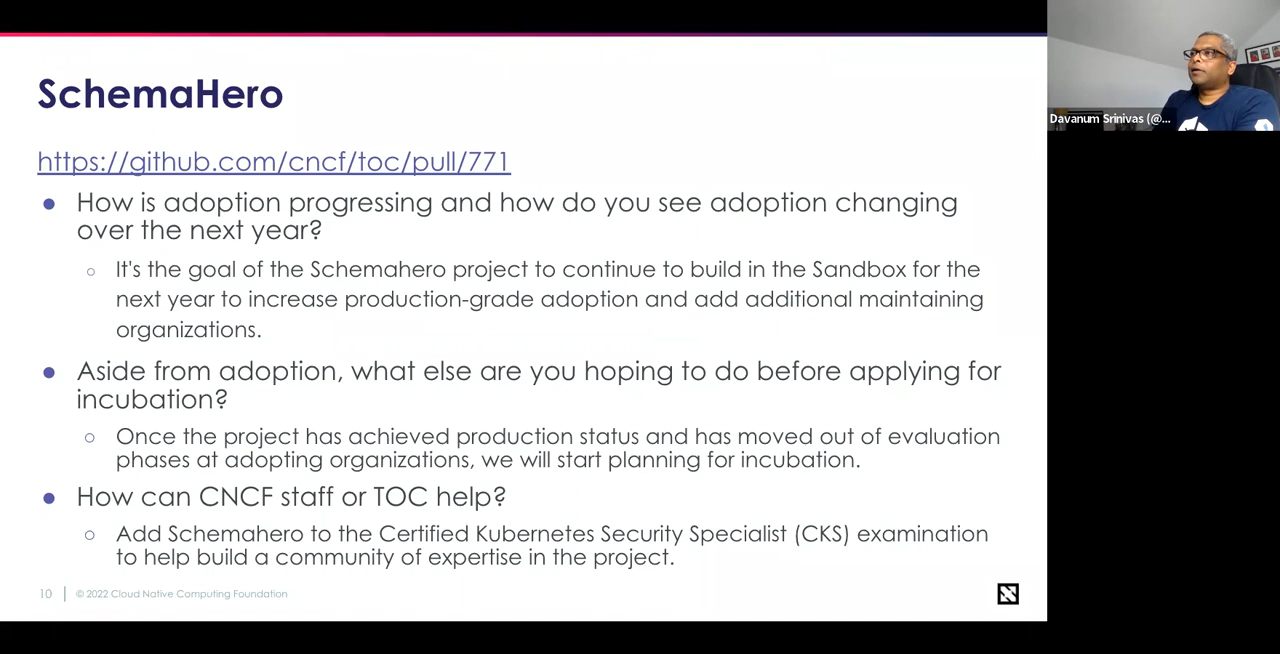 SchemaHero
https://github.com/cncf/toc/pull/771
● How is adoption progressing and how do you see adoption changing
over the next year?
○ It's the goal of the Schemahero project to continue to build in the Sandbox for the
next year to increase production-grade adoption and add additional maintaining
organizations.
● Aside from adoption, what else are you hoping to do before applying for
incubation?
○ Once the project has achieved production status and has moved out of evaluation
phases at adopting organizations, we will start planning for incubation.
● How can CNCF staff or TOC help?
○ Add Schemahero to the Certified Kubernetes Security Specialist (CKS) examination
to help build a community of expertise in the project.
10 | © 2022 Cloud Native Computing Foundation
Davanum Srinivas (@...